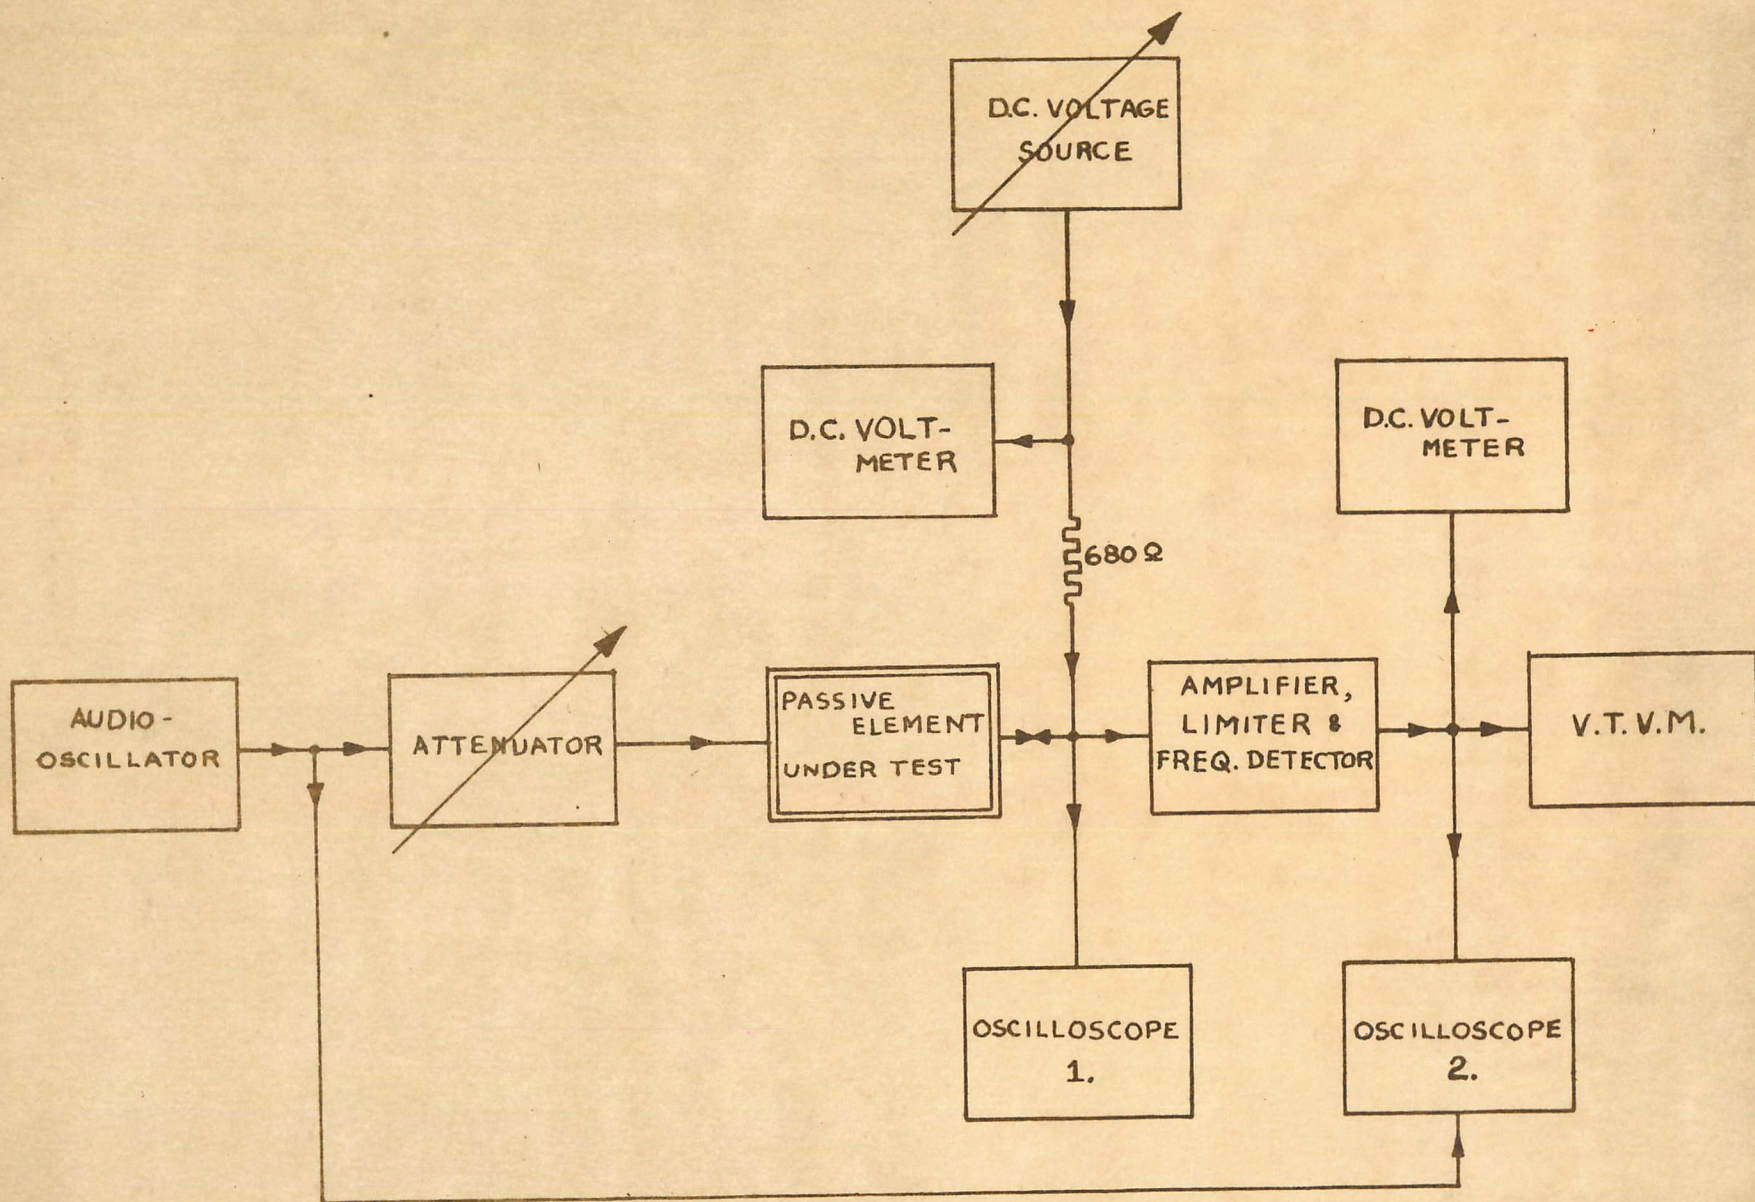 D.C. VOLTAGE
SOURCE
D.C. VOLT-
METER
D.C. VOLT-
METER
680 Ω
AUDIO-
OSCILLATOR
ATTENUATOR
PASSIVE
ELEMENT
UNDER TEST
AMPLIFIER,
LIMITER &
FREQ. DETECTOR
V.T.V.M.
OSCILLOSCOPE
1.
OSCILLOSCOPE
2.